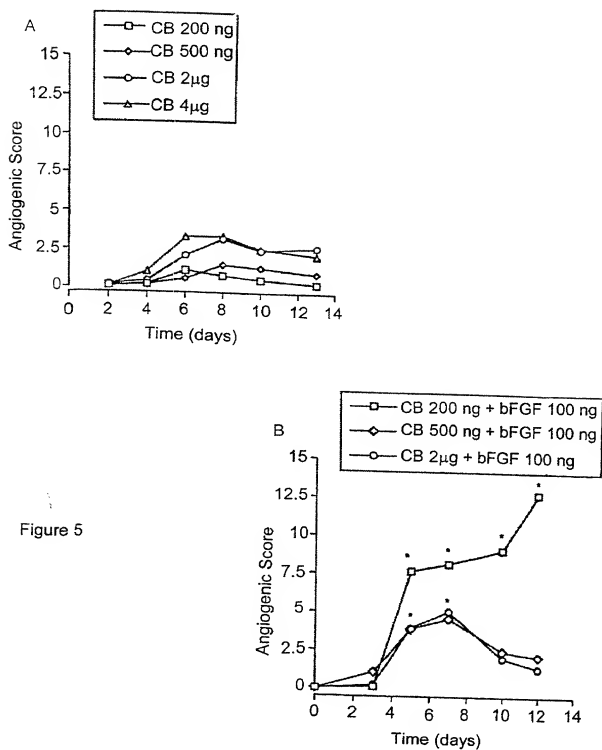 A
CB 200 ng
CB 500 ng
CB 2µg
CB 4µg
15
12.5
10
7.5
5
2.5
0
Angiogenic Score
0 2 4 6 8 10 12 14
Time (days)
CB 200 ng + bFGF 100 ng
CB 500 ng + bFGF 100 ng
CB 2µg + bFGF 100 ng
B
15
12.5
10
7.5
5
2.5
0
Angiogenic Score
* * * * * *
0 2 4 6 8 10 12 14
Time (days)
Figure 5